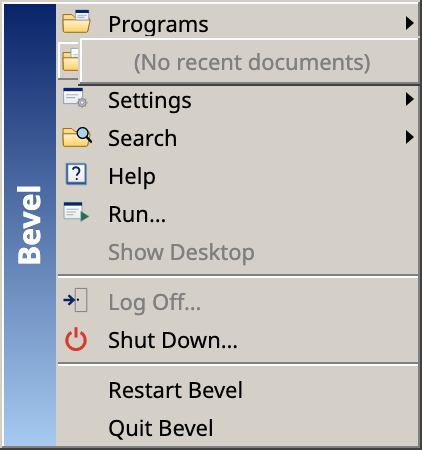 Programs
(No recent documents)
Settings
Search
Help
Run...
Show Desktop
Log Off...
Shut Down...
Restart Bevel
Quit Bevel
Bevel